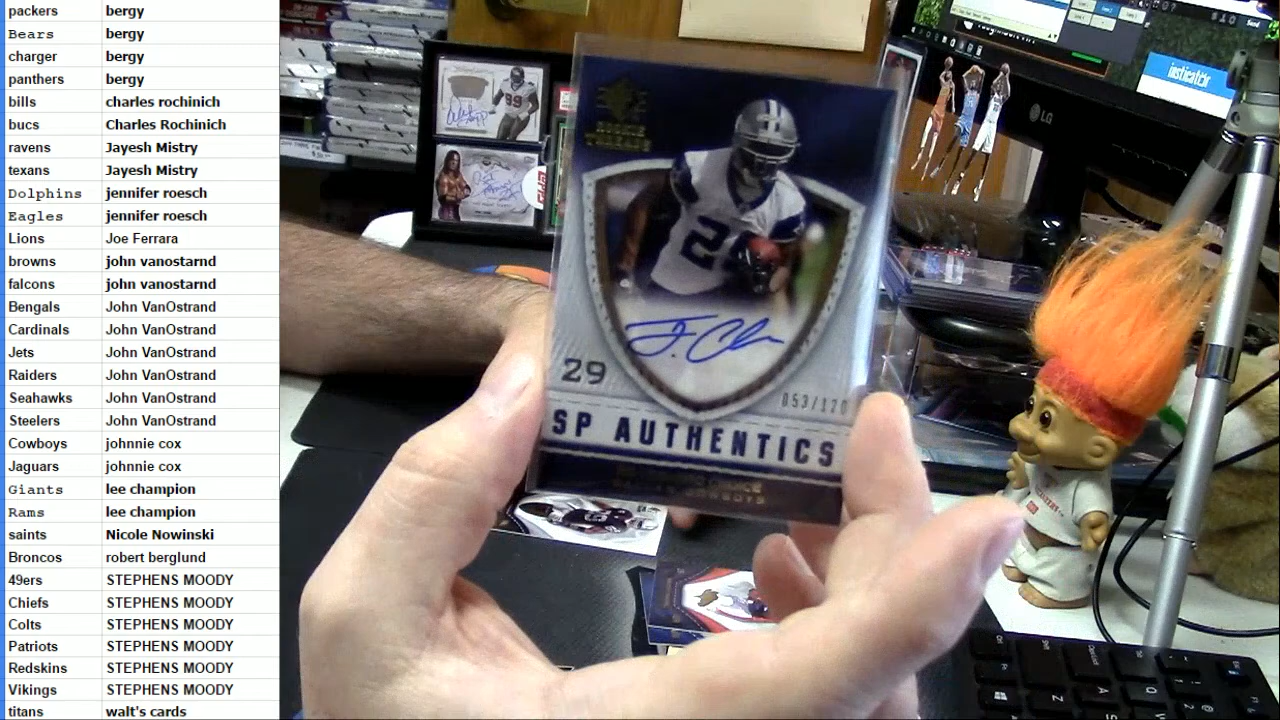 packers bergy
Bears bergy
charger bergy
panthers bergy
bills charles rochinich
bucs Charles Rochinich
ravens Jayesh Mistry
texans Jayesh Mistry
Dolphins jennifer roesch
Eagles jennifer roesch
Lions Joe Ferrara
browns john vanostarnd
falcons john vanostarnd
Bengals John VanOstrand
Cardinals John VanOstrand
Jets John VanOstrand
Raiders John VanOstrand
Seahawks John VanOstrand
Steelers John VanOstrand
Cowboys johnnie cox
Jaguars johnnie cox
Giants lee champion
Rams lee champion
saints Nicole Nowinski
Broncos robert berglund
49ers STEPHENS MOODY
Chiefs STEPHENS MOODY
Colts STEPHENS MOODY
Patriots STEPHENS MOODY
Redskins STEPHENS MOODY
Vikings STEPHENS MOODY
titans walt's cards
ROOKIE
THREADS
29
053/120
SP AUTHENTICS
LG